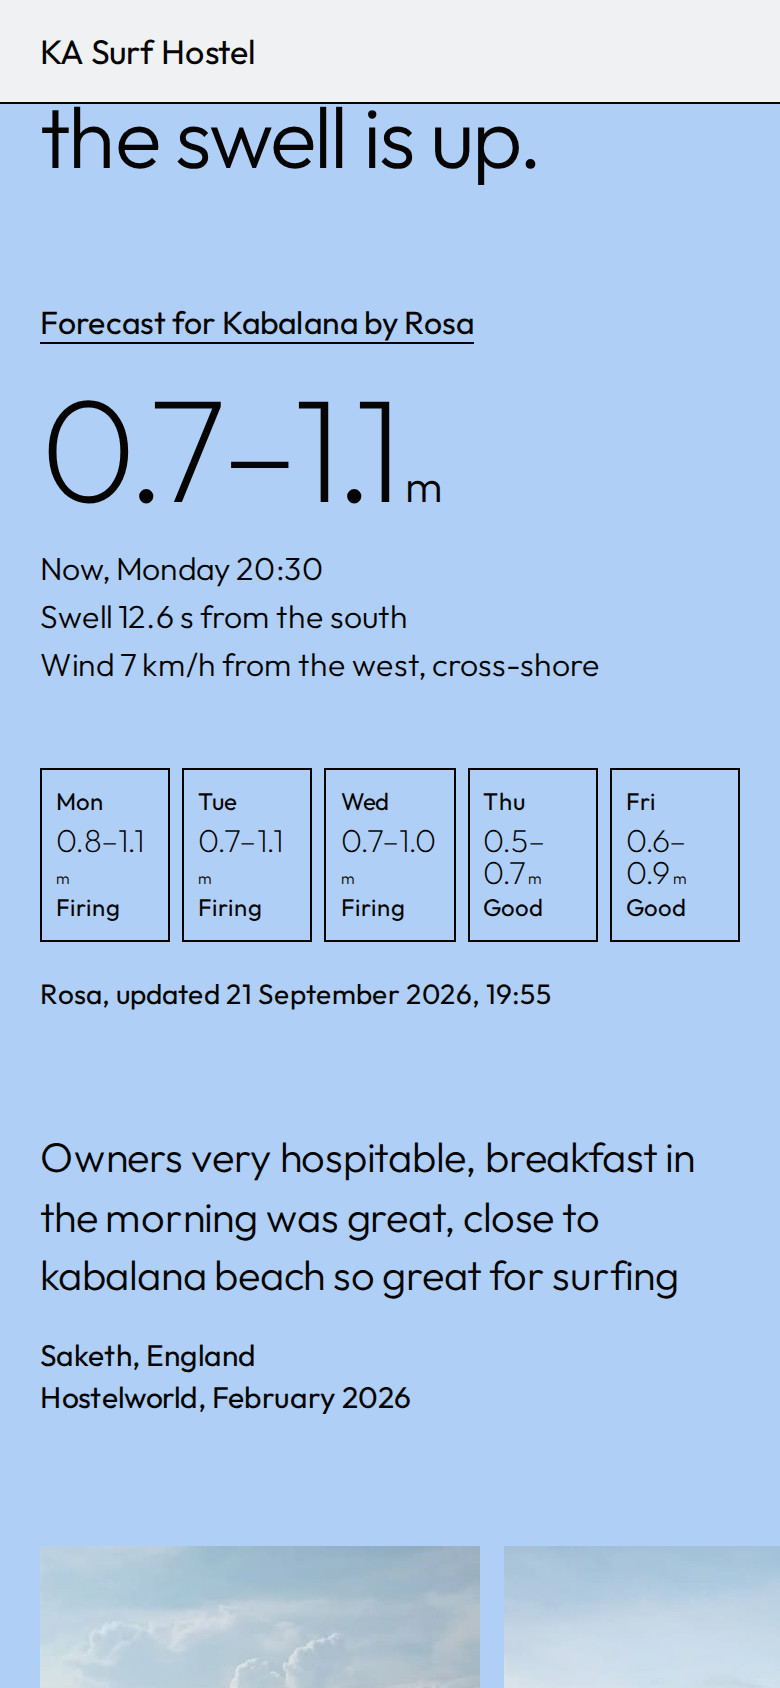 KA Surf Hostel
the swell is up.
Forecast for Kabalana by Rosa
0.7–1.1 m
Now, Monday 20:30
Swell 12.6 s from the south
Wind 7 km/h from the west, cross-shore
Mon
0.8–1.1
m
Firing
Tue
0.7–1.1
m
Firing
Wed
0.7–1.0
m
Firing
Thu
0.5–
0.7 m
Good
Fri
0.6–
0.9 m
Good
Rosa, updated 21 September 2026, 19:55
Owners very hospitable, breakfast in
the morning was great, close to
kabalana beach so great for surfing
Saketh, England
Hostelworld, February 2026